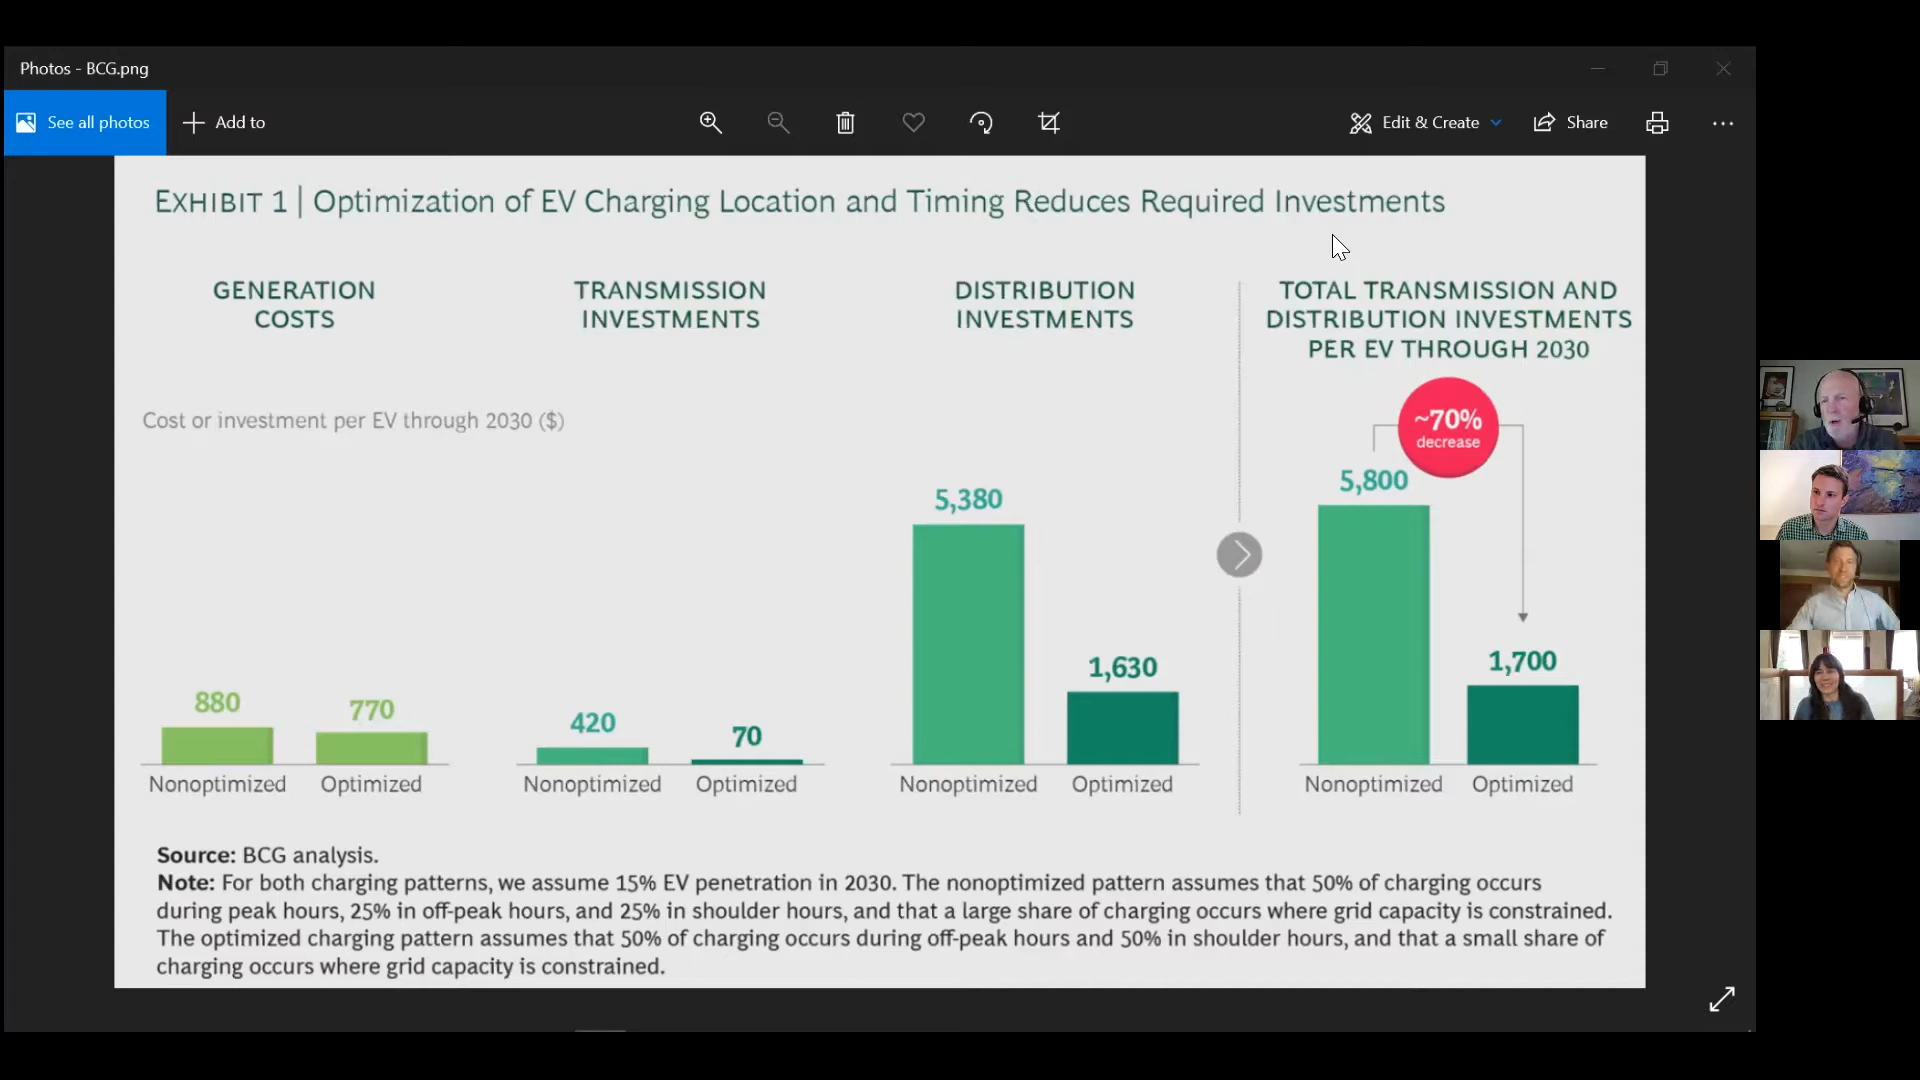 Photos - BCG.png
See all photos
Add to
Edit & Create
Share
EXHIBIT 1 | Optimization of EV Charging Location and Timing Reduces Required Investments
GENERATION
COSTS
TRANSMISSION
INVESTMENTS
DISTRIBUTION
INVESTMENTS
TOTAL TRANSMISSION AND
DISTRIBUTION INVESTMENTS
PER EV THROUGH 2030
Cost or investment per EV through 2030 ($)
~70%
decrease
880
770
420
70
5,380
1,630
5,800
1,700
Nonoptimized
Optimized
Nonoptimized
Optimized
Nonoptimized
Optimized
Nonoptimized
Optimized
Source: BCG analysis.
Note: For both charging patterns, we assume 15% EV penetration in 2030. The nonoptimized pattern assumes that 50% of charging occurs
during peak hours, 25% in off-peak hours, and 25% in shoulder hours, and that a large share of charging occurs where grid capacity is constrained.
The optimized charging pattern assumes that 50% of charging occurs during off-peak hours and 50% in shoulder hours, and that a small share of
charging occurs where grid capacity is constrained.